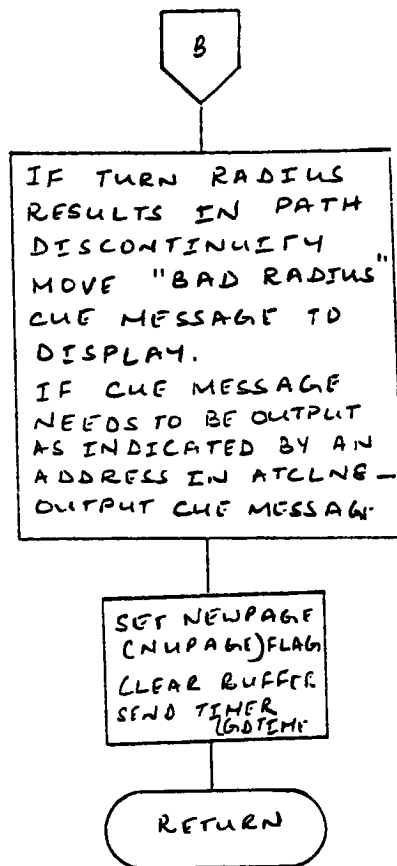 B
IF TURN RADIUS
RESULTS IN PATH
DISCONTINUITY
MOVE "BAD RADIUS"
CUE MESSAGE TO
DISPLAY.
IF CUE MESSAGE
NEEDS TO BE OUTPUT
AS INDICATED BY AN
ADDRESS IN ATCLNE -
OUTPUT CUE MESSAGE
SET NEWPAGE
(NUPAGE) FLAG
CLEAR BUFFER
SEND TIMER
(GDTIME
RETURN